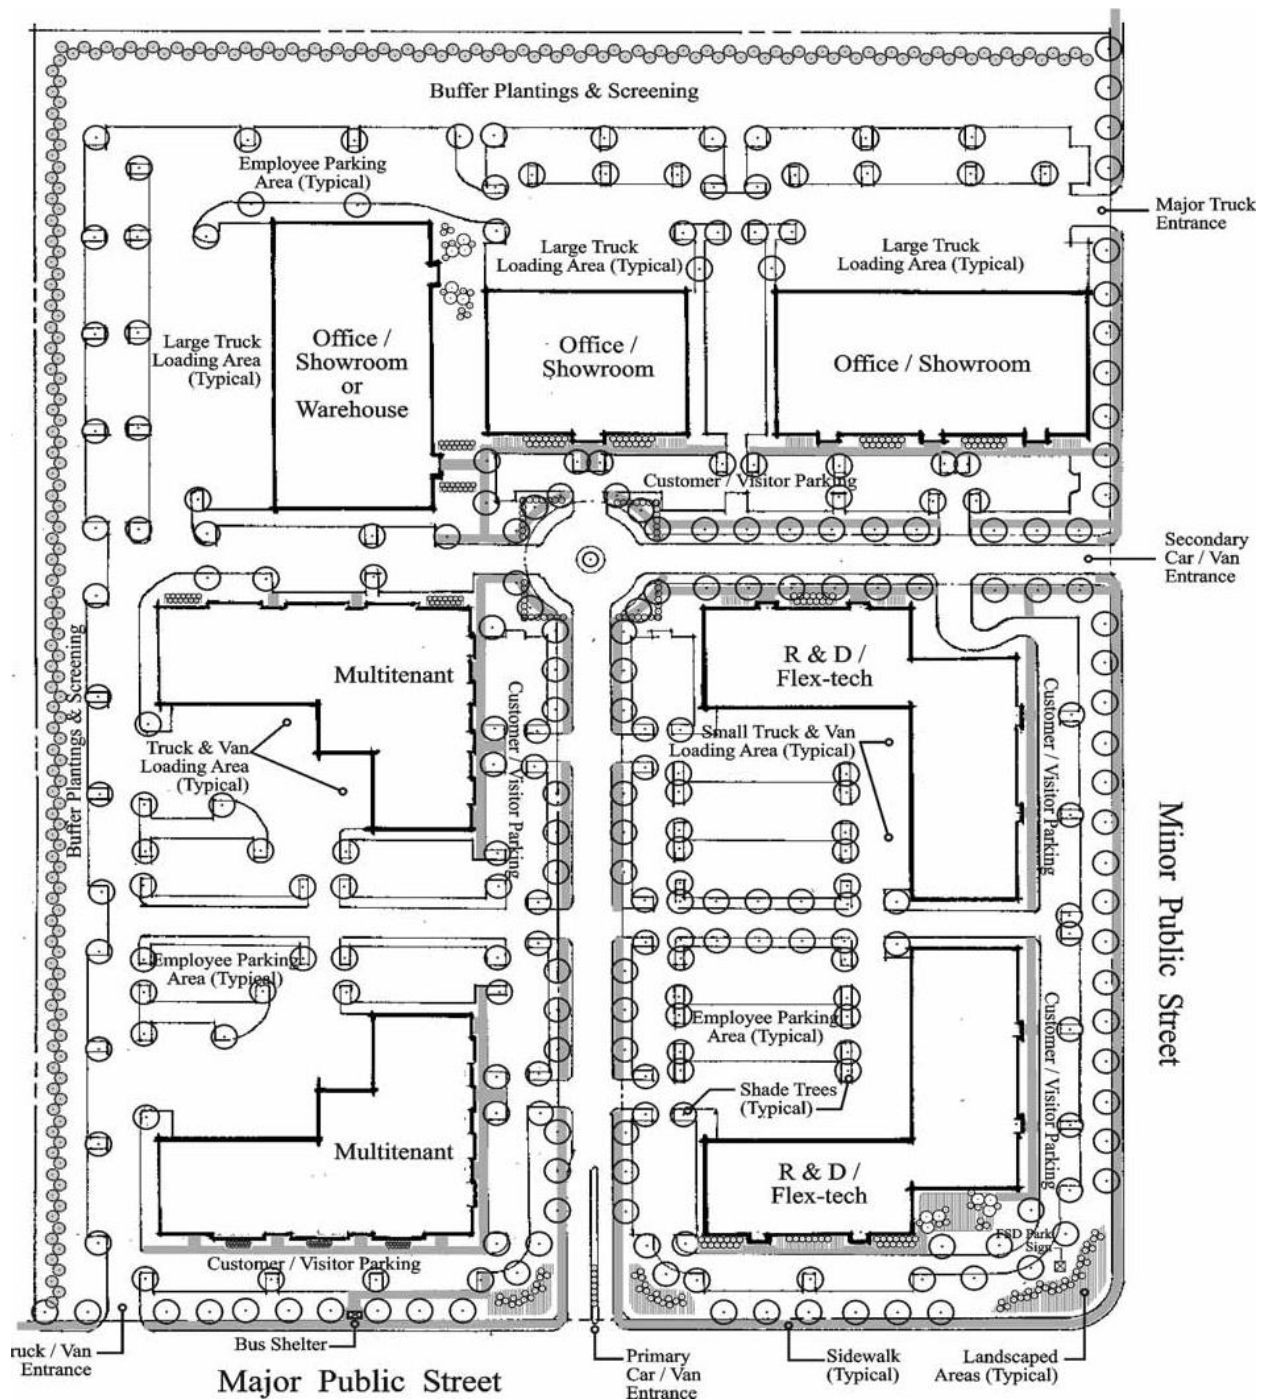 Buffer Plantings & Screening
Employee Parking
Area (Typical)
Major Truck
Entrance
Large Truck
Loading Area (Typical)
Large Truck
Loading Area (Typical)
Large Truck
Loading Area
(Typical)
Office /
Showroom
or
Warehouse
Office /
Showroom
Office / Showroom
Customer / Visitor Parking
Secondary
Car / Van
Entrance
Buffer Plantings & Screening
Multitenant
Customer / Visitor Parking
R & D /
Flex-tech
Customer / Visitor Parking
Truck & Van
Loading Area
(Typical)
Small Truck & Van
Loading Area (Typical)
Minor Public Street
Employee Parking
Area (Typical)
Employee Parking
Area (Typical)
Customer / Visitor Parking
Shade Trees
(Typical)
Multitenant
R & D /
Flex-tech
FSD Park
Sign
Customer / Visitor Parking
ruck / Van
Entrance
Bus Shelter
Major Public Street
Primary
Car / Van
Entrance
Sidewalk
(Typical)
Landscaped
Areas (Typical)